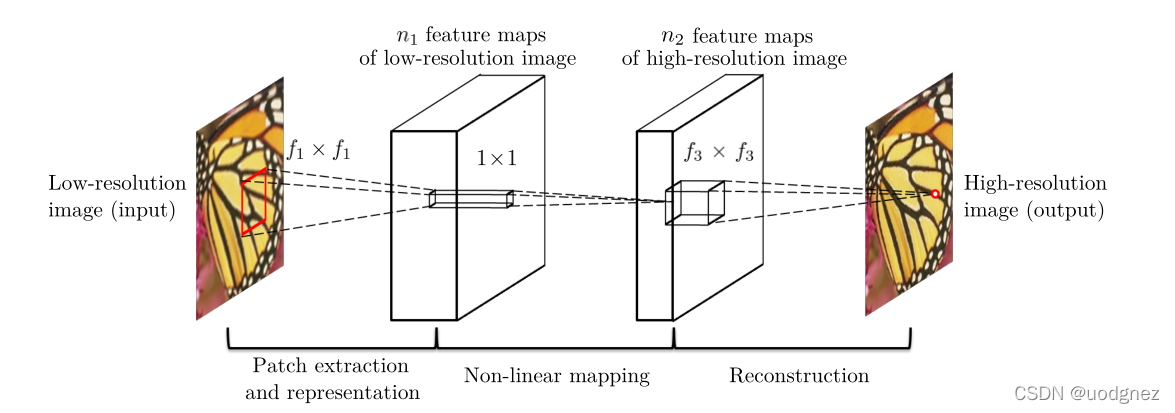 n₁ feature maps
of low-resolution image
n₂ feature maps
of high-resolution image
f₁ × f₁
1×1
f₃ × f₃
Low-resolution
image (input)
High-resolution
image (output)
Patch extraction
and representation
Non-linear mapping
Reconstruction
CSDN @uodgnez